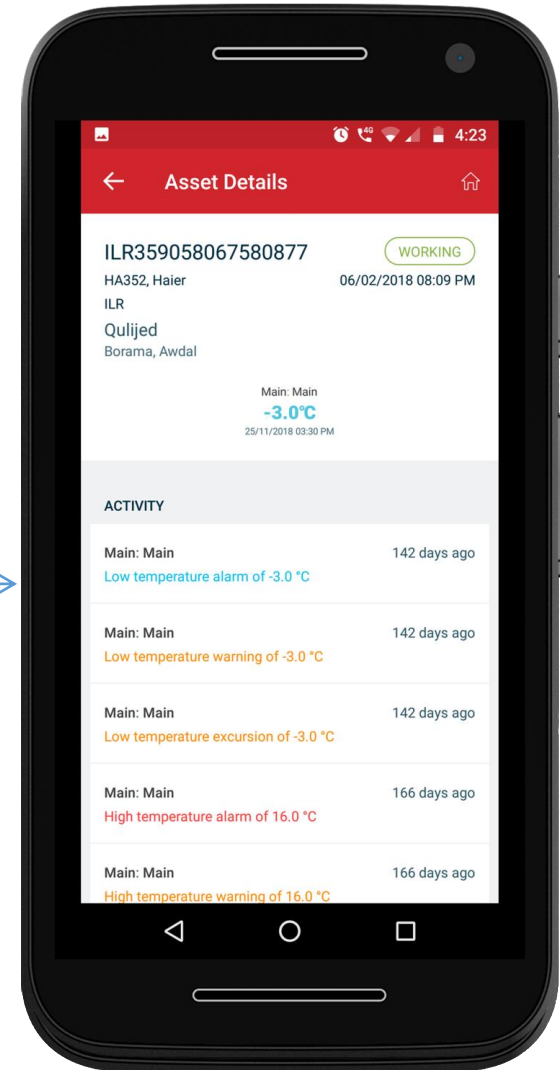 4G 4:23
Asset Details
ILR359058067580877 WORKING
HA352, Haier 06/02/2018 08:09 PM
ILR
Qulijed
Borama, Awdal
Main: Main
-3.0°C
25/11/2018 03:30 PM
ACTIVITY
Main: Main 142 days ago
Low temperature alarm of -3.0 °C
Main: Main 142 days ago
Low temperature warning of -3.0 °C
Main: Main 142 days ago
Low temperature excursion of -3.0 °C
Main: Main 166 days ago
High temperature alarm of 16.0 °C
Main: Main 166 days ago
High temperature warning of 16.0 °C